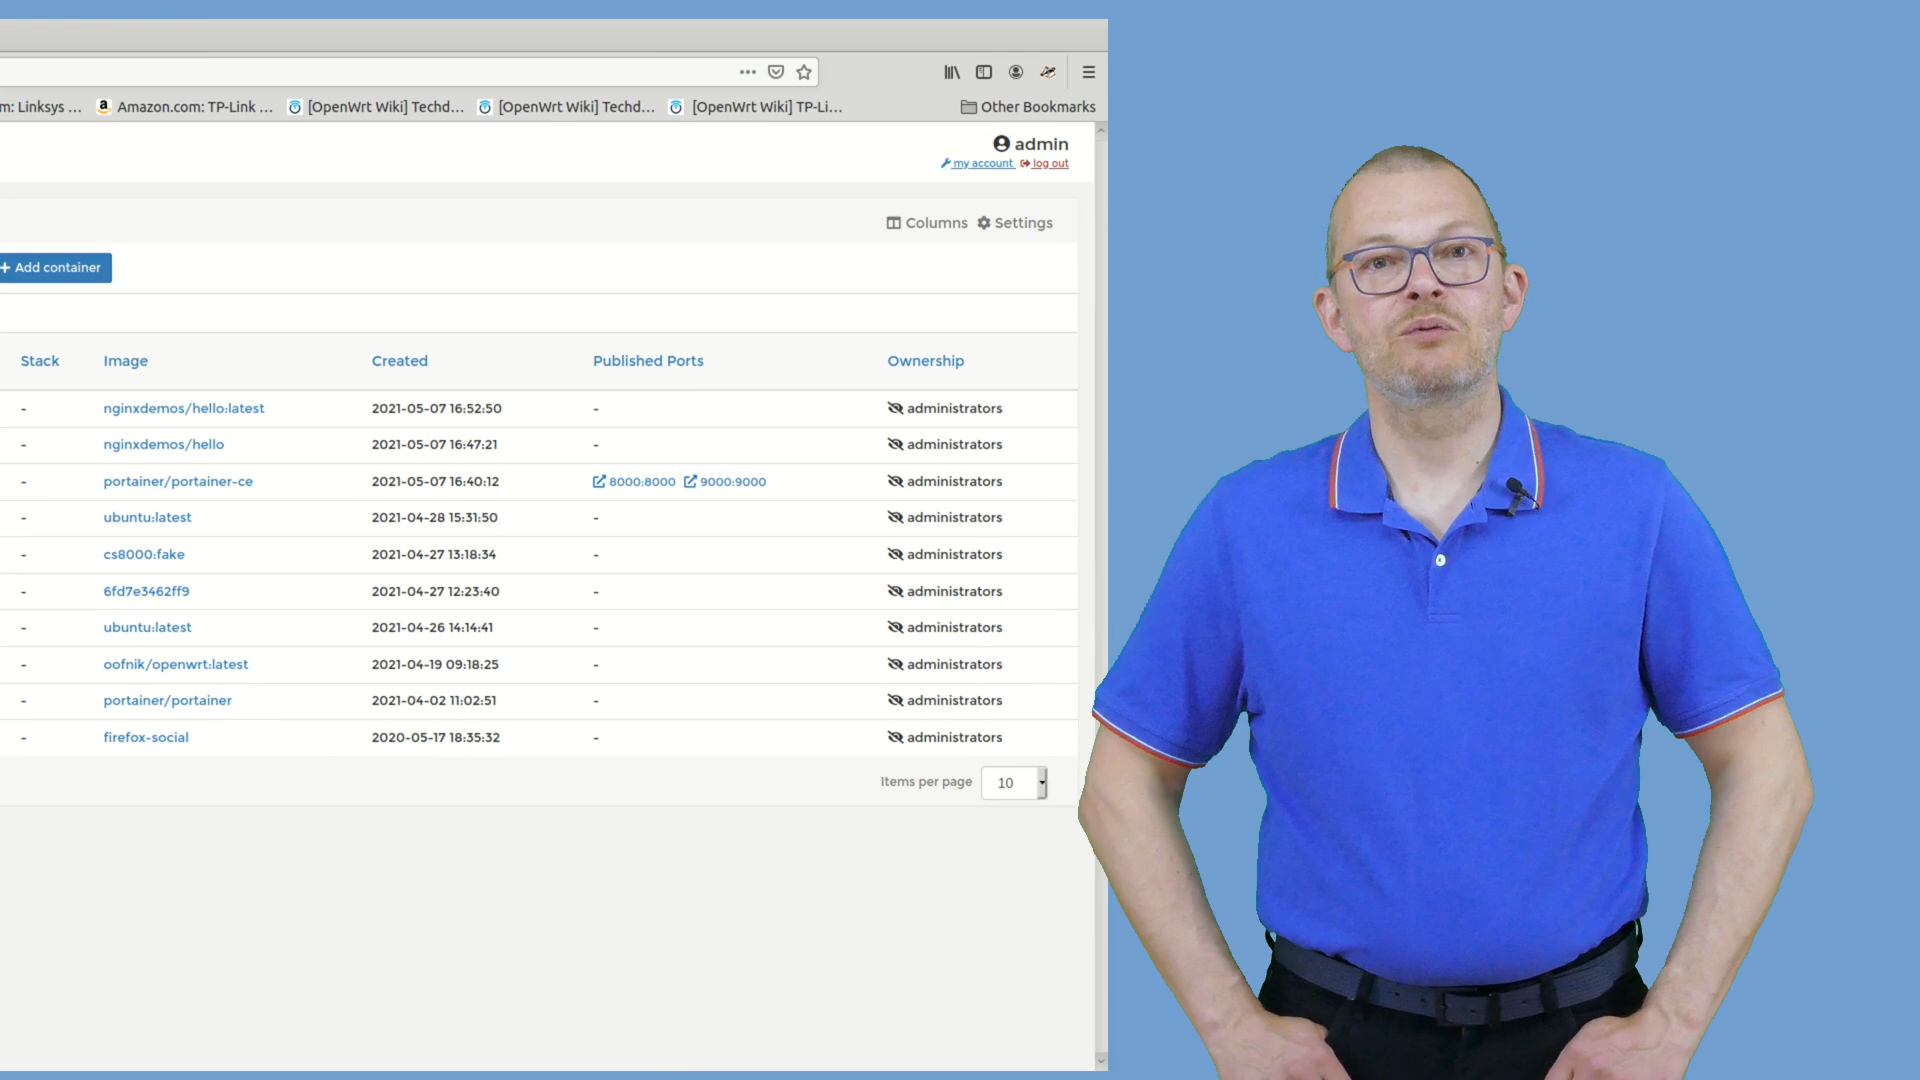 m: Linksys ... Amazon.com: TP-Link ... [OpenWrt Wiki] Techd... [OpenWrt Wiki] Techd... [OpenWrt Wiki] TP-Li... Other Bookmarks
admin
my account log out
Columns Settings
+ Add container
Stack Image Created Published Ports Ownership
- nginxdemos/hello:latest 2021-05-07 16:52:50 - administrators
- nginxdemos/hello 2021-05-07 16:47:21 - administrators
- portainer/portainer-ce 2021-05-07 16:40:12 8000:8000 9000:9000 administrators
- ubuntu:latest 2021-04-28 15:31:50 - administrators
- cs8000:fake 2021-04-27 13:18:34 - administrators
- 6fd7e3462ff9 2021-04-27 12:23:40 - administrators
- ubuntu:latest 2021-04-26 14:14:41 - administrators
- oofnik/openwrt:latest 2021-04-19 09:18:25 - administrators
- portainer/portainer 2021-04-02 11:02:51 - administrators
- firefox-social 2020-05-17 18:35:32 - administrators
Items per page 10